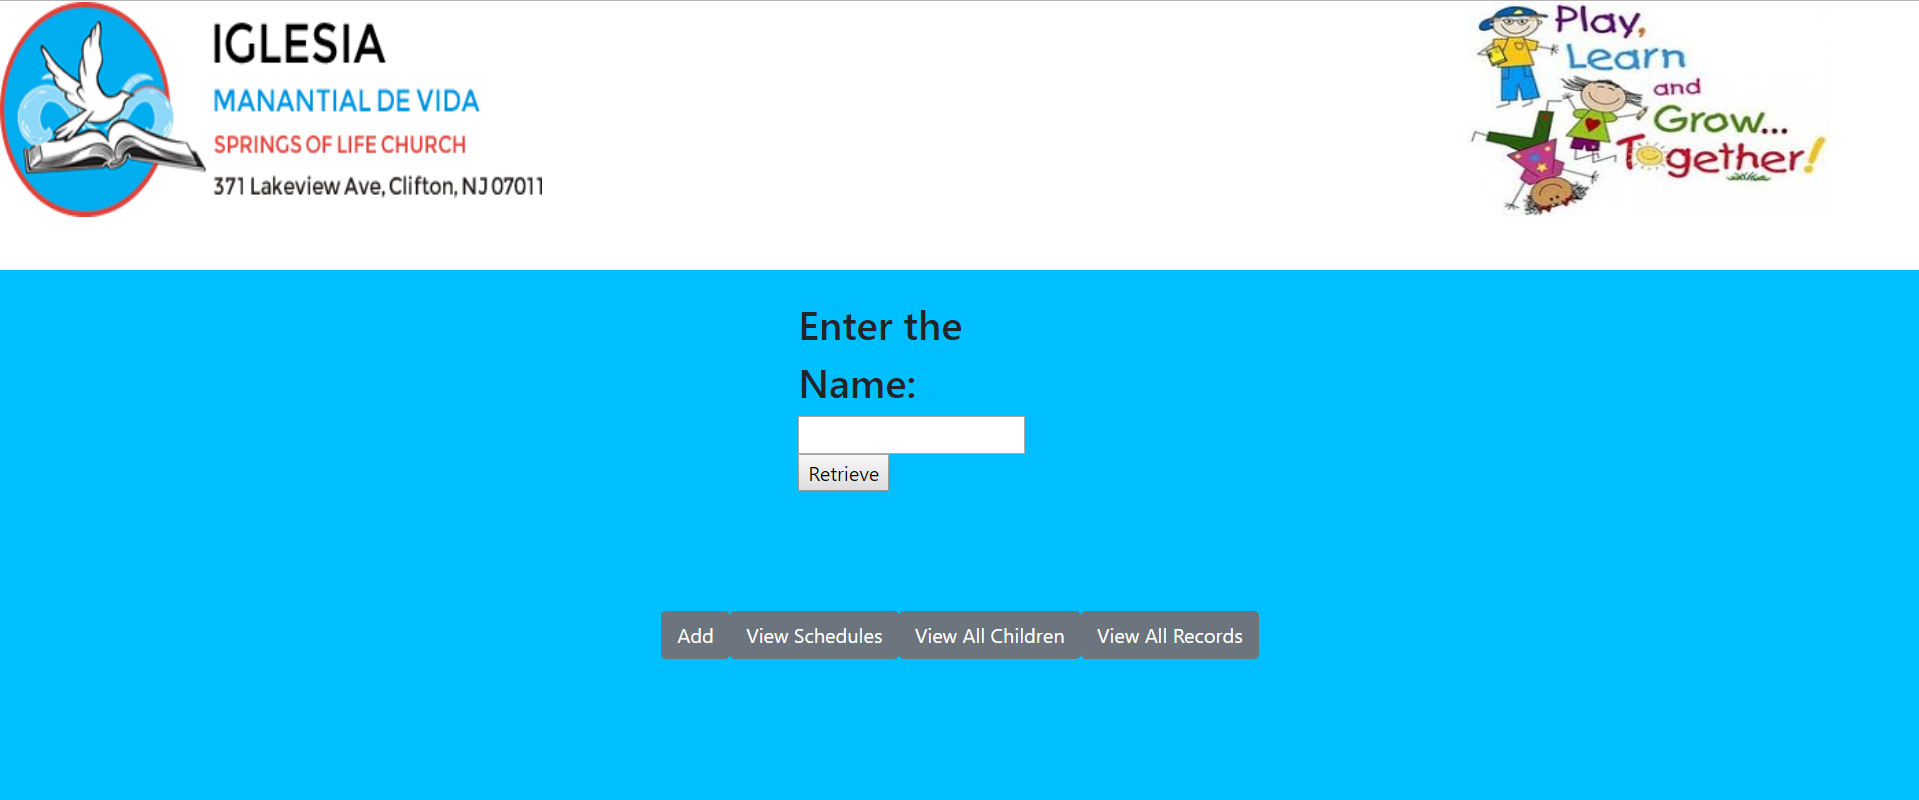 IGLESIA
MANANTIAL DE VIDA
SPRINGS OF LIFE CHURCH
371 Lakeview Ave, Clifton, NJ 07011
Play,
Learn
and
Grow...
Together!
Enter the
Name:
Retrieve
Add
View Schedules
View All Children
View All Records